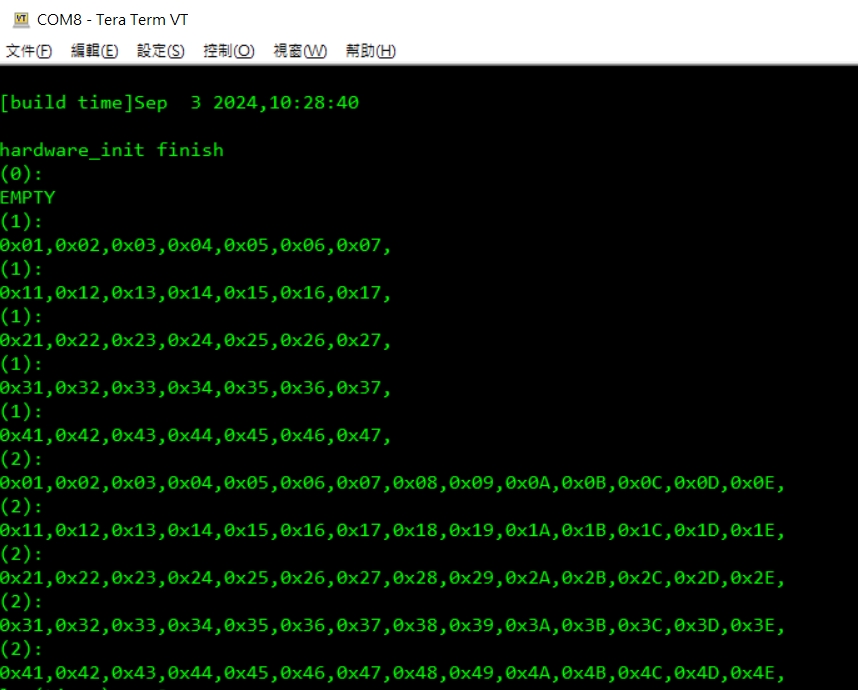 COM8 - Tera Term VT
文件(F) 編輯(E) 設定(S) 控制(O) 視窗(W) 幫助(H)
[build time]Sep  3 2024,10:28:40
hardware_init finish
(0):
EMPTY
(1):
0x01,0x02,0x03,0x04,0x05,0x06,0x07,
(1):
0x11,0x12,0x13,0x14,0x15,0x16,0x17,
(1):
0x21,0x22,0x23,0x24,0x25,0x26,0x27,
(1):
0x31,0x32,0x33,0x34,0x35,0x36,0x37,
(1):
0x41,0x42,0x43,0x44,0x45,0x46,0x47,
(2):
0x01,0x02,0x03,0x04,0x05,0x06,0x07,0x08,0x09,0x0A,0x0B,0x0C,0x0D,0x0E,
(2):
0x11,0x12,0x13,0x14,0x15,0x16,0x17,0x18,0x19,0x1A,0x1B,0x1C,0x1D,0x1E,
(2):
0x21,0x22,0x23,0x24,0x25,0x26,0x27,0x28,0x29,0x2A,0x2B,0x2C,0x2D,0x2E,
(2):
0x31,0x32,0x33,0x34,0x35,0x36,0x37,0x38,0x39,0x3A,0x3B,0x3C,0x3D,0x3E,
(2):
0x41,0x42,0x43,0x44,0x45,0x46,0x47,0x48,0x49,0x4A,0x4B,0x4C,0x4D,0x4E,